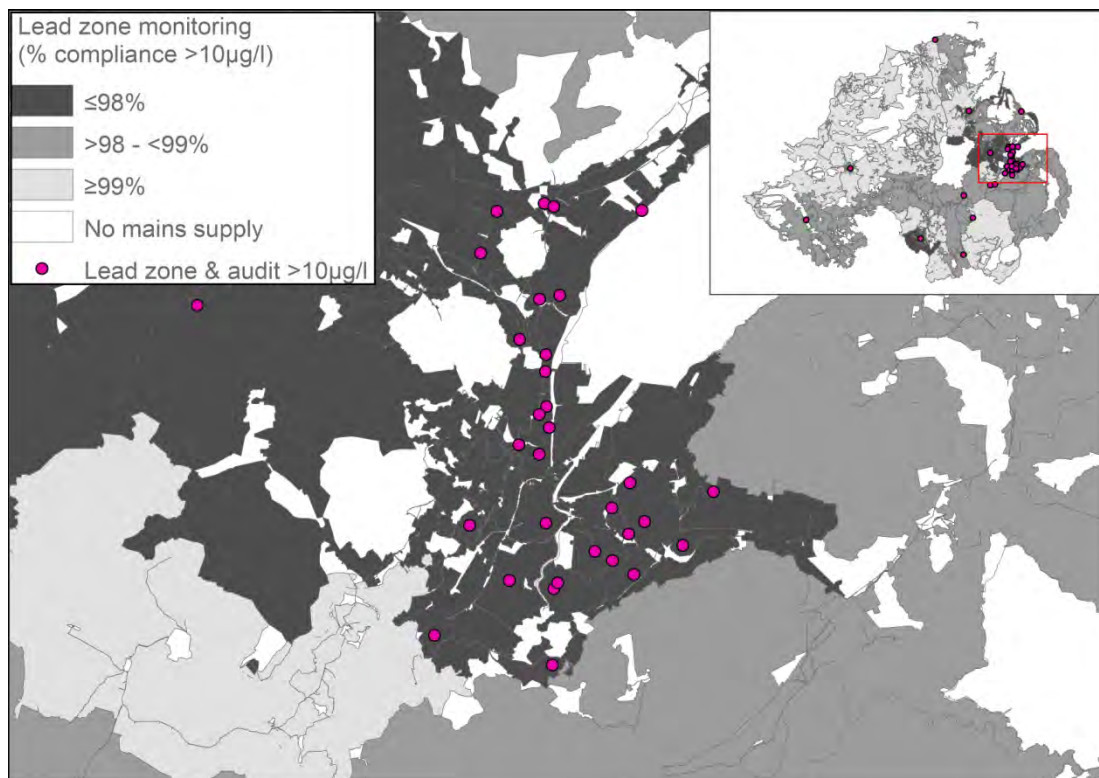 Lead zone monitoring
(% compliance >10µg/l)
≤98%
>98 - <99%
≥99%
No mains supply
Lead zone & audit >10µg/l